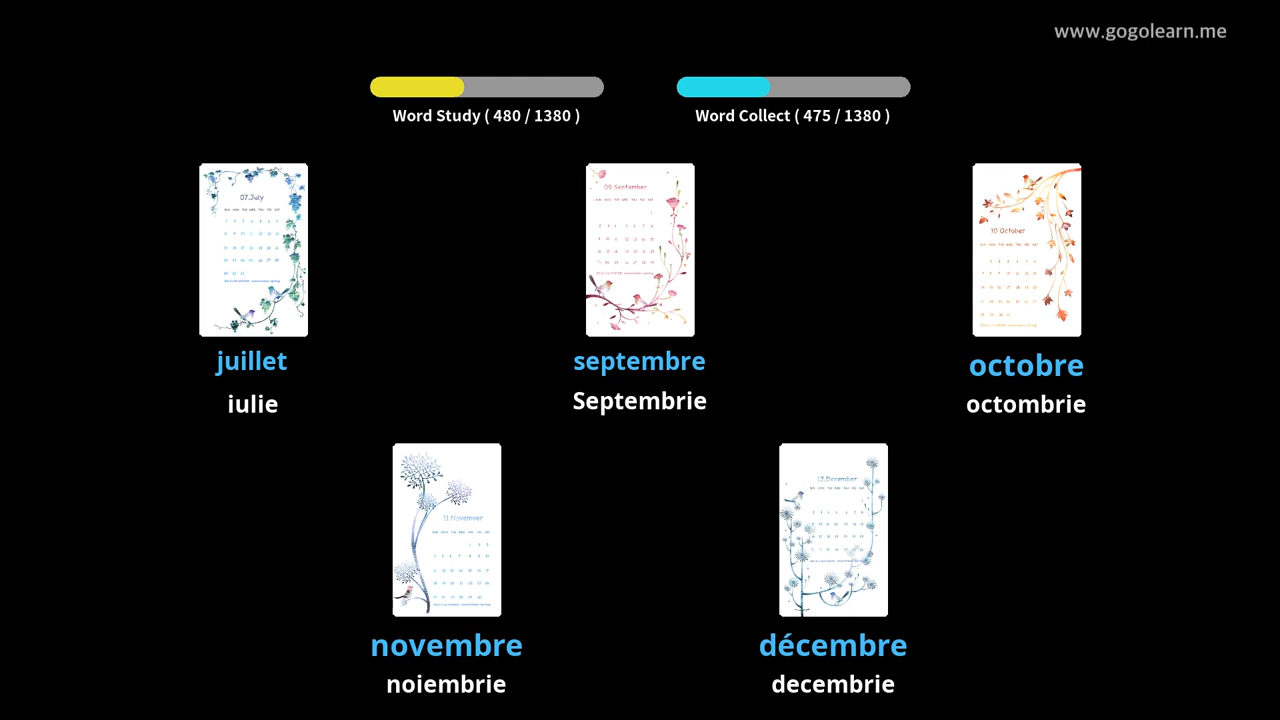 www.gogolearn.me
Word Study ( 480 / 1380 )
Word Collect ( 475 / 1380 )
07.July
09.September
10.October
juillet
septembre
octobre
iulie
Septembrie
octombrie
11.Novemver
12.December
novembre
décembre
noiembrie
decembrie